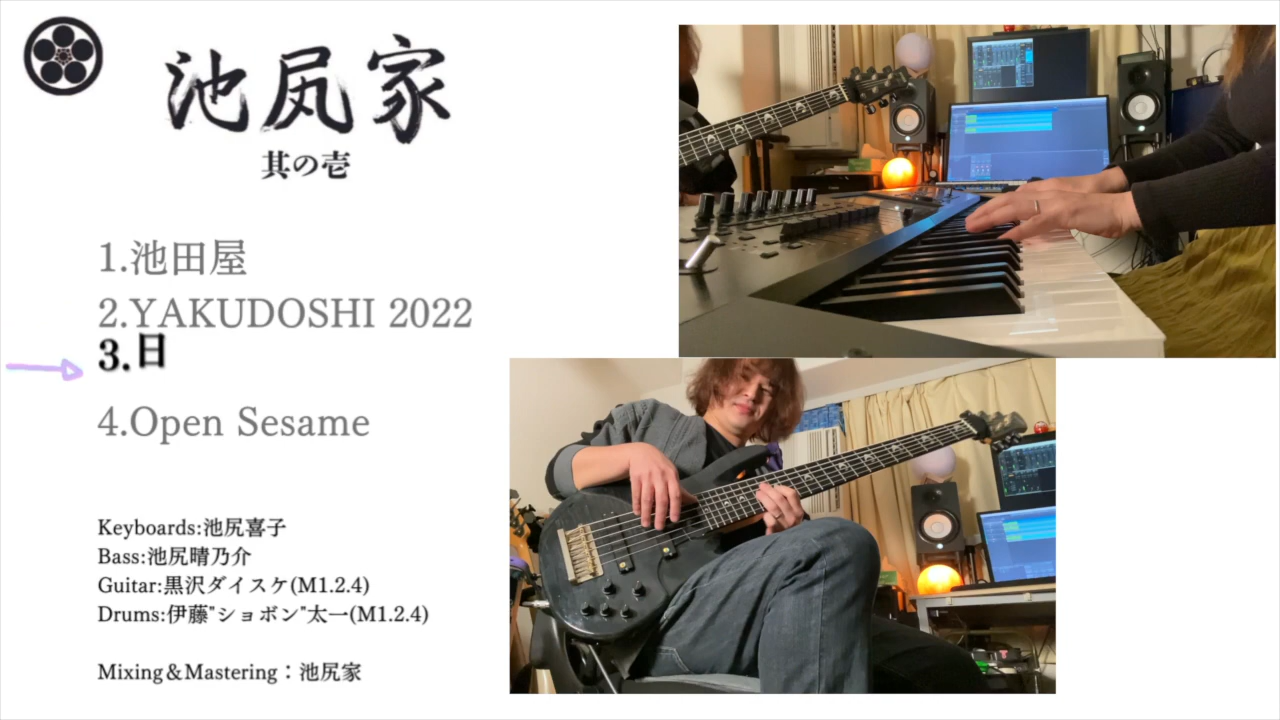 池尻家
其の壱
1.池田屋
2.YAKUDOSHI 2022
3.日
4.Open Sesame
Keyboards:池尻喜子
Bass:池尻晴乃介
Guitar:黒沢ダイスケ(M1.2.4)
Drums:伊藤"ショボン"太一(M1.2.4)
Mixing＆Mastering：池尻家